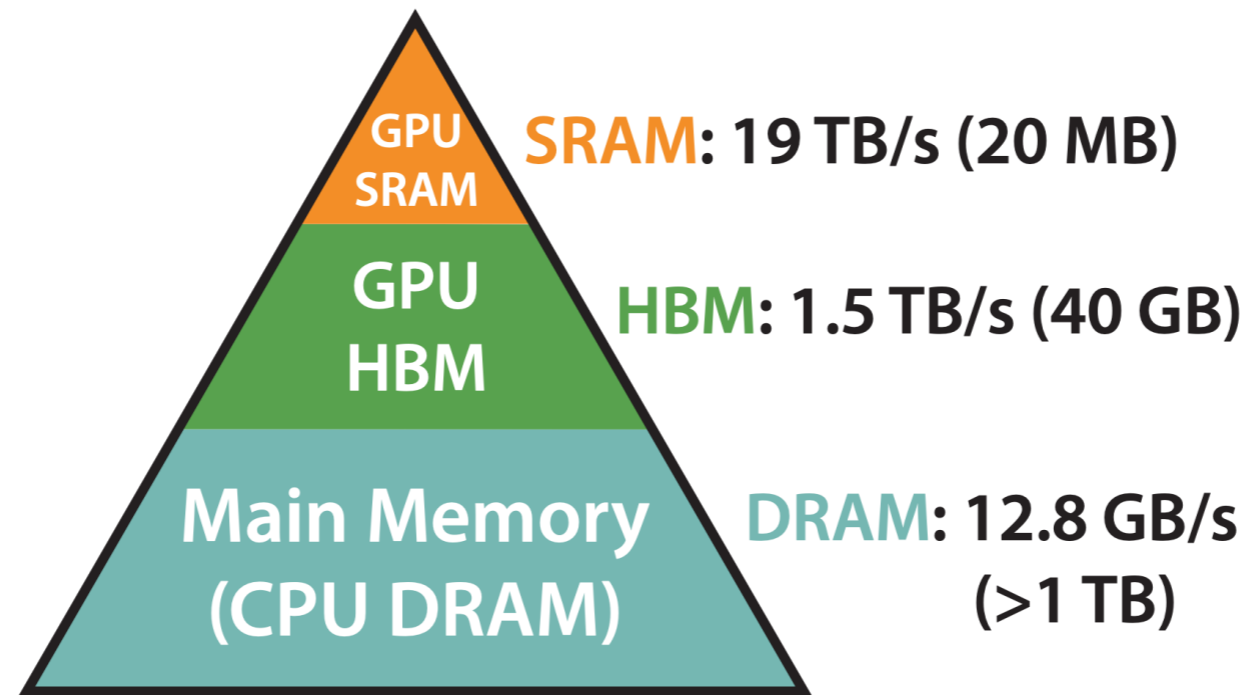 GPU
SRAM
SRAM: 19 TB/s (20 MB)
GPU
HBM
HBM: 1.5 TB/s (40 GB)
Main Memory
(CPU DRAM)
DRAM: 12.8 GB/s
(>1 TB)